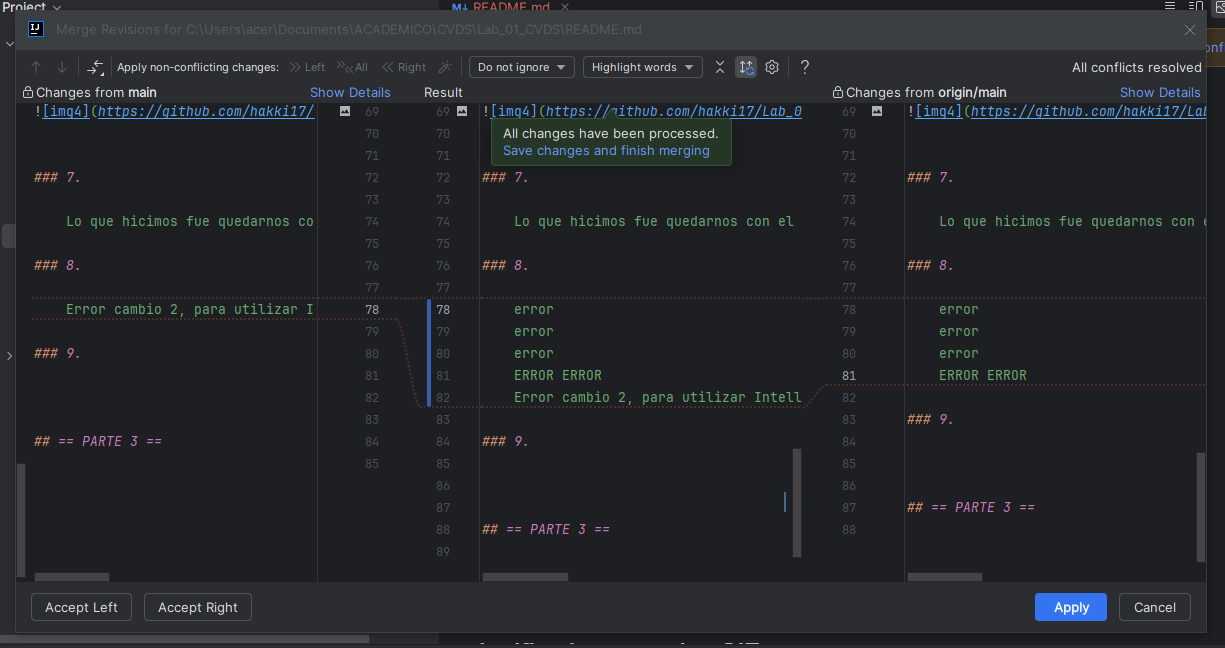 Project
README.md
Merge Revisions for C:\Users\acer\Documents\ACADEMICO\CVDS\Lab_01_CVDS\README.md
Apply non-conflicting changes: Left All Right Do not ignore Highlight words ? All conflicts resolved
Changes from main Show Details
Result
Changes from origin/main Show Details
![img4](https://github.com/hakki17/ 69
70
71
### 7. 72
73
Lo que hicimos fue quedarnos co 74
75
### 8. 76
77
Error cambio 2, para utilizar I 78
79
### 9. 80
81
82
83
## == PARTE 3 == 84
85
69 ![img4](https://github.com/hakki17/Lab_0
70
71
72 ### 7.
73
74 Lo que hicimos fue quedarnos con el
75
76 ### 8.
77
78 error
79 error
80 error
81 ERROR ERROR
82 Error cambio 2, para utilizar Intell
83
84 ### 9.
85
86
87
88 ## == PARTE 3 ==
89
All changes have been processed.
Save changes and finish merging
69 ![img4](https://github.com/hakki17/La
70
71
72 ### 7.
73
74 Lo que hicimos fue quedarnos con
75
76 ### 8.
77
78 error
79 error
80 error
81 ERROR ERROR
82
83 ### 9.
84
85
86
87 ## == PARTE 3 ==
88
Accept Left Accept Right Apply Cancel